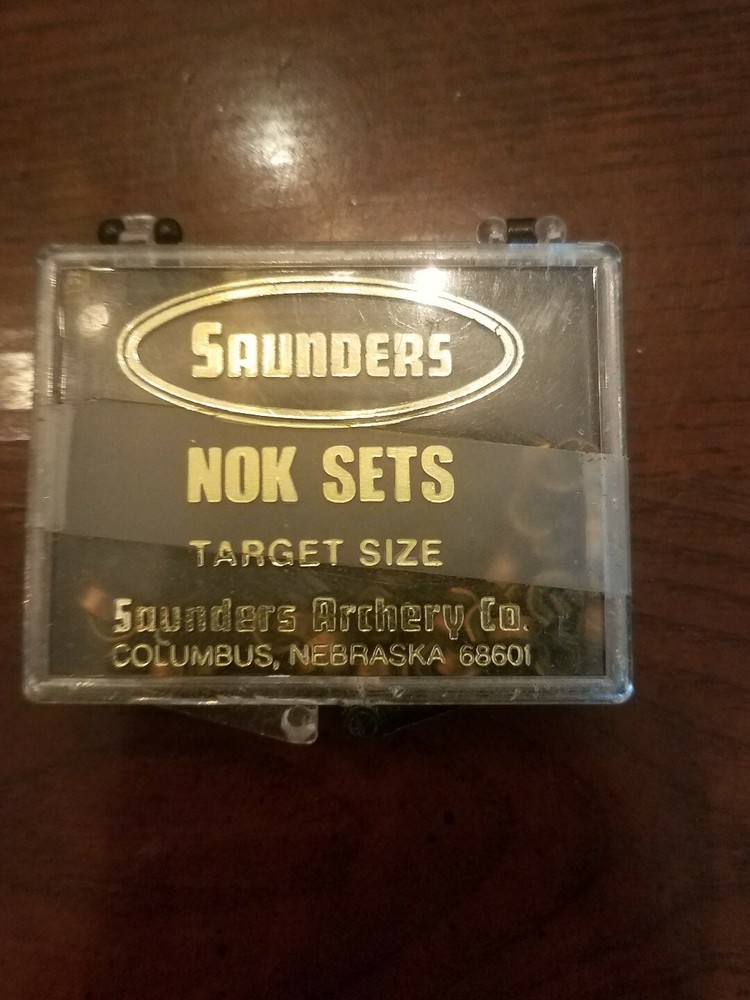 SAUNDERS
NOK SETS
TARGET SIZE
Saunders Archery Co.
COLUMBUS, NEBRASKA 68601